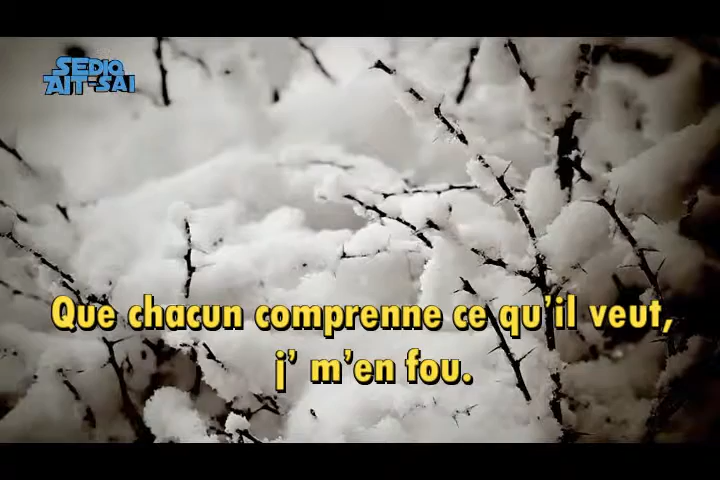 SEDIQ
AIT-SAI
Que chacun comprenne ce qu’il veut,
j’ m’en fou.